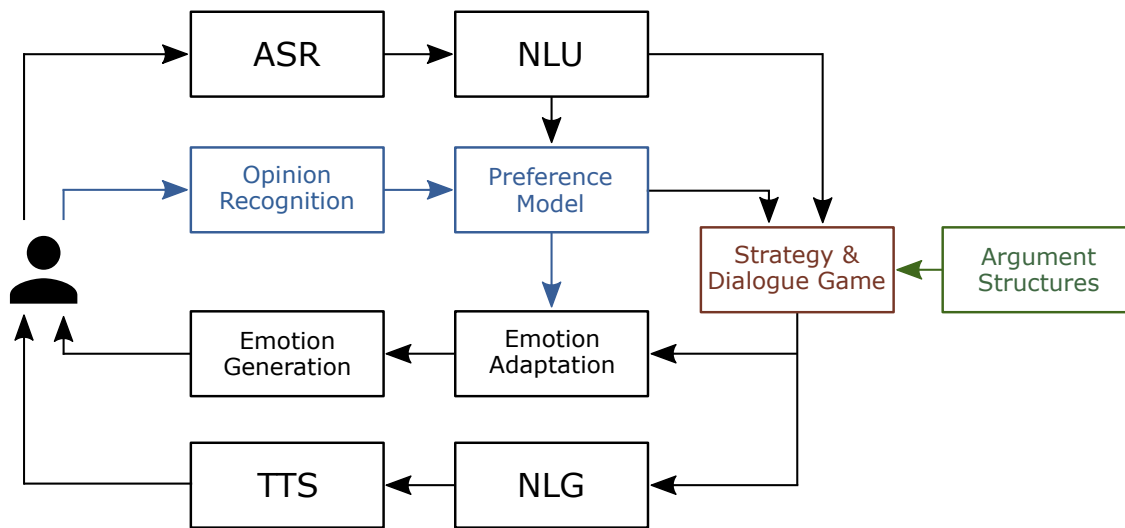 ASR
NLU
Opinion
Recognition
Preference
Model
Strategy &
Dialogue Game
Argument
Structures
Emotion
Generation
Emotion
Adaptation
TTS
NLG